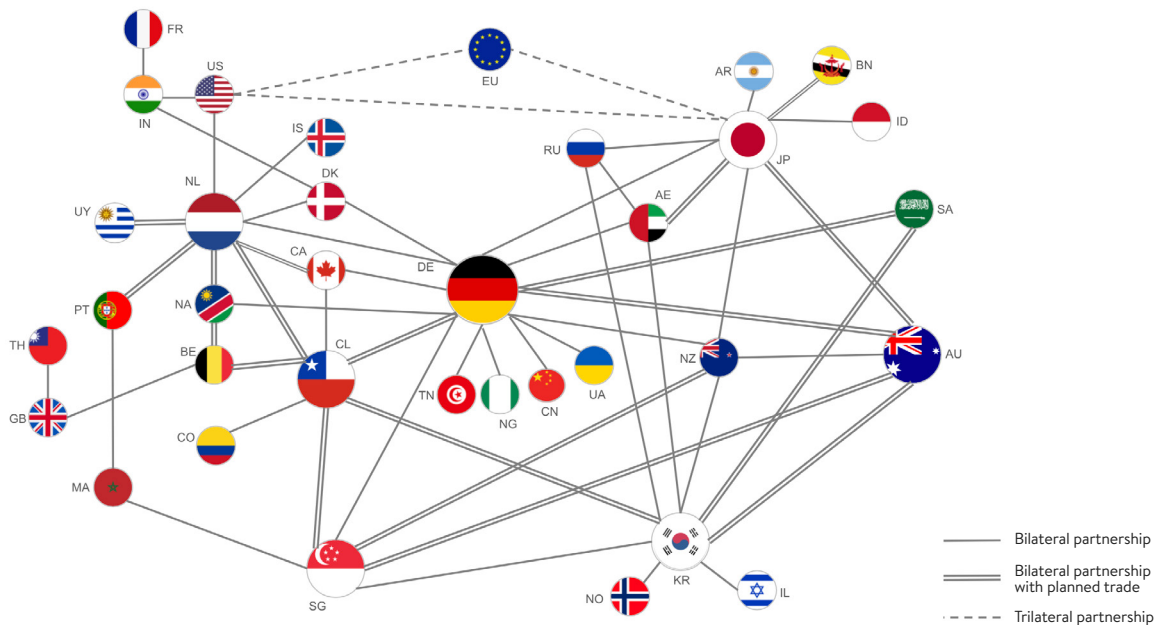 FR
US
EU
AR
BN
IN
ID
IS
RU
JP
NL
DK
AE
UY
SA
CA
DE
PT
NA
TH
BE
CL
NZ
AU
TN
NG
CN
UA
GB
CO
MA
SG
NO
KR
IL
Bilateral partnership
Bilateral partnership
with planned trade
Trilateral partnership